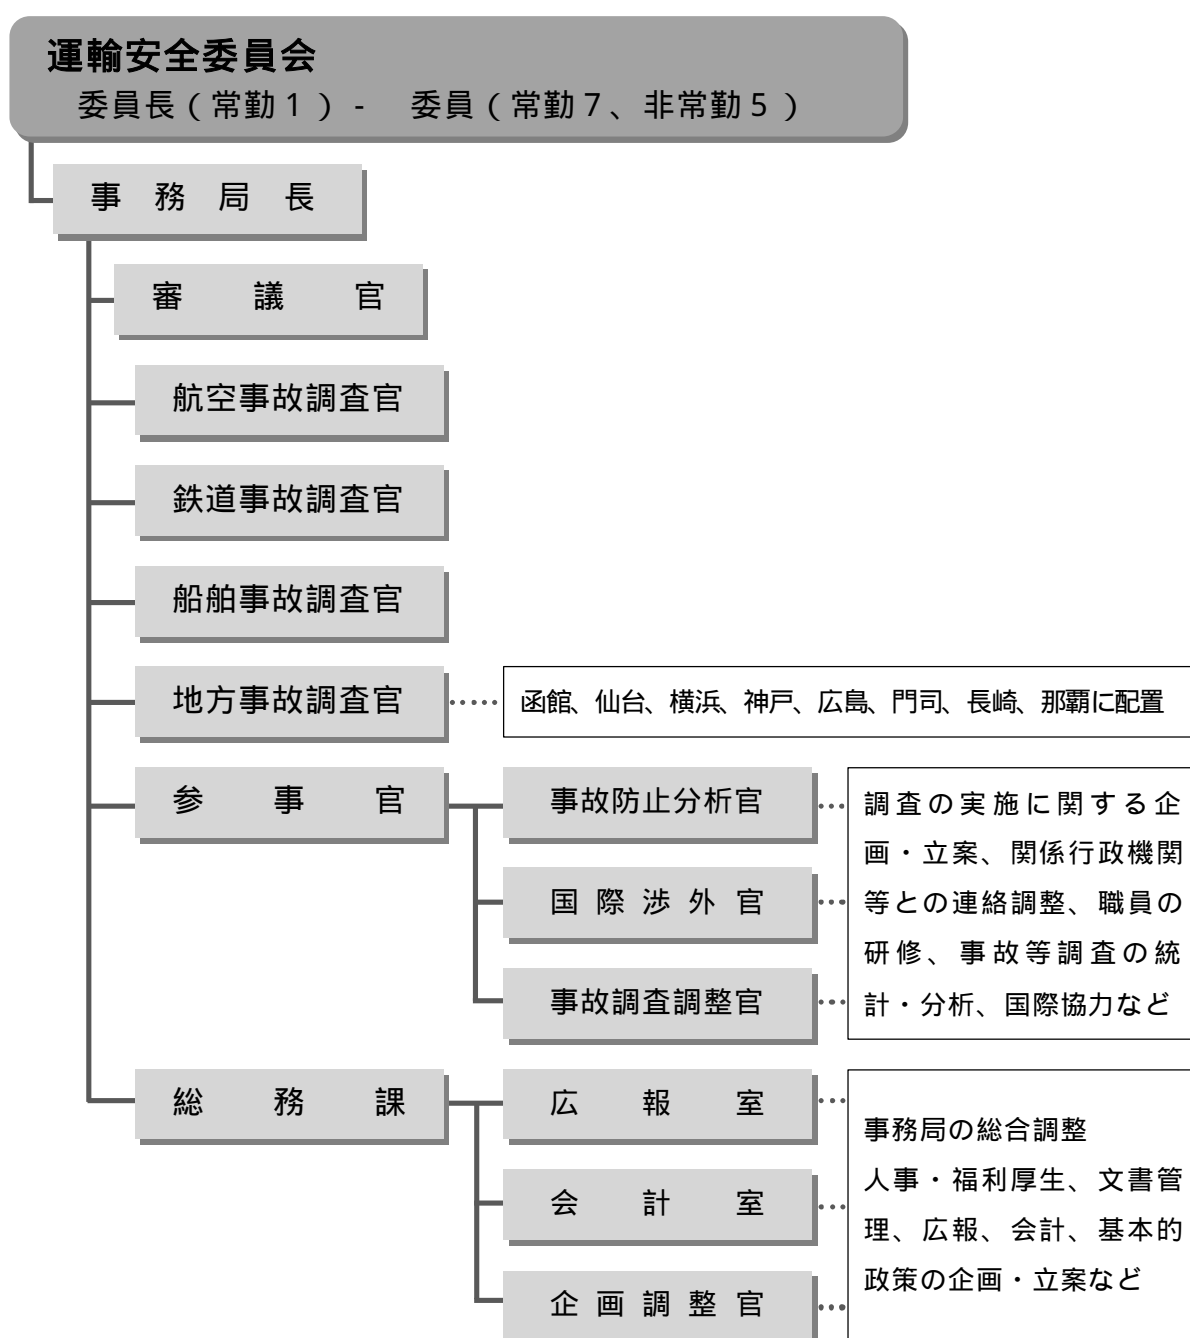 運輸安全委員会
委員長(常勤1) - 委員(常勤7、非常勤5)
事務局長
審議官
航空事故調査官
鉄道事故調査官
船舶事故調査官
地方事故調査官
函館、仙台、横浜、神戸、広島、門司、長崎、那覇に配置
参事官
事故防止分析官
国際渉外官
事故調査調整官
調査の実施に関する企
画・立案、関係行政機関
等との連絡調整、職員の
研修、事故等調査の統
計・分析、国際協力など
総務課
広報室
会計室
企画調整官
事務局の総合調整
人事・福利厚生、文書管
理、広報、会計、基本的
政策の企画・立案など